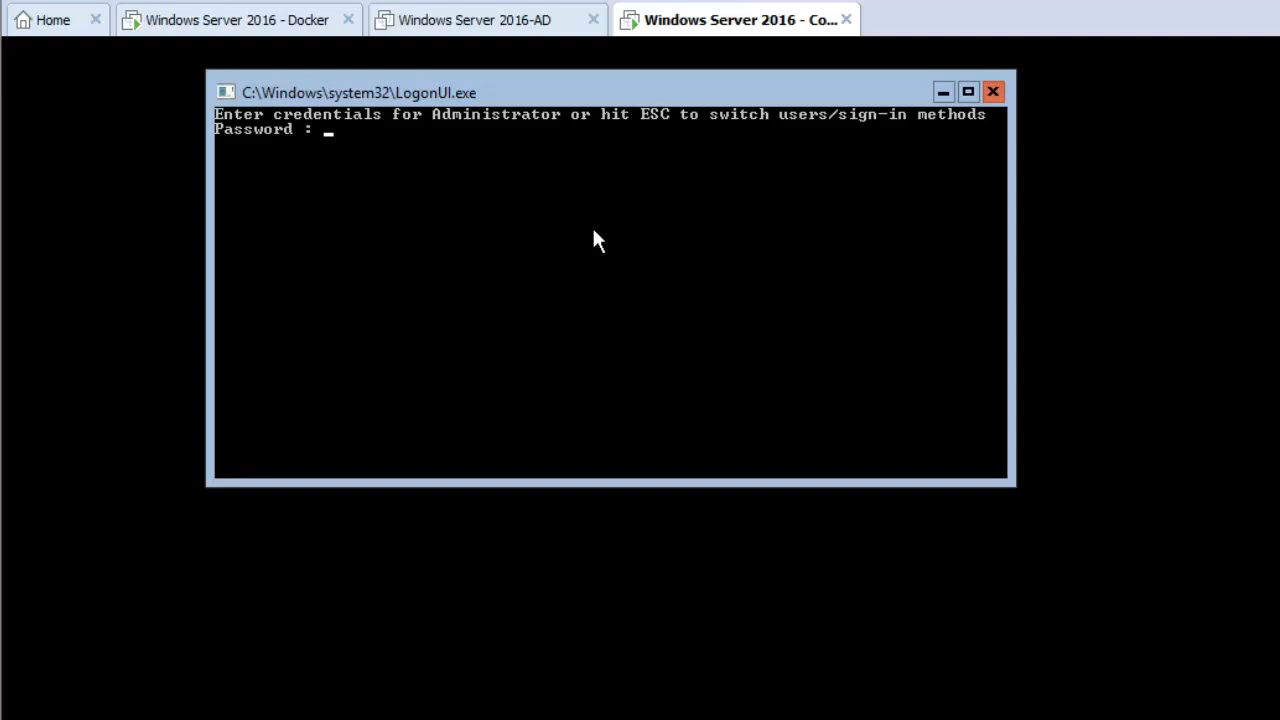 Home
Windows Server 2016 - Docker
Windows Server 2016-AD
Windows Server 2016 - Co...
C:\Windows\system32\LogonUI.exe
Enter credentials for Administrator or hit ESC to switch users/sign-in methods
Password :